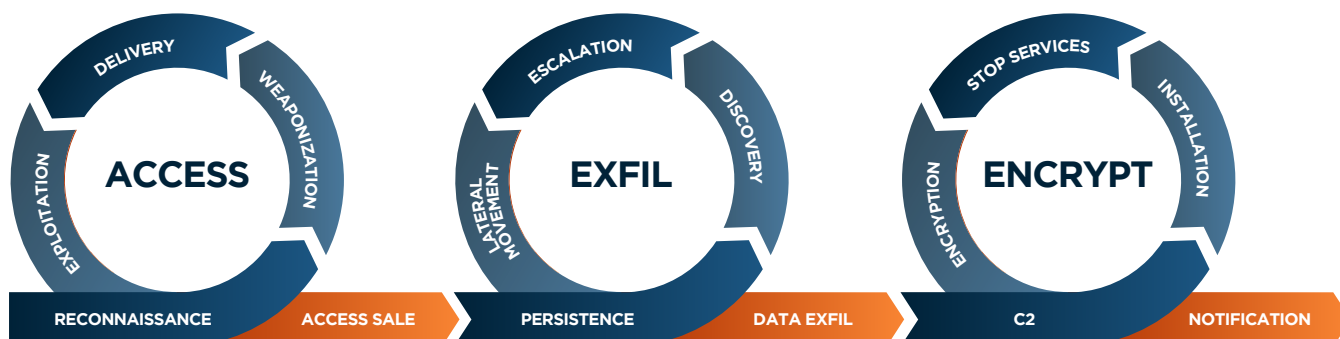 DELIVERY
WEAPONIZATION
EXPLOITATION
ACCESS
RECONNAISSANCE
ACCESS SALE
ESCALATION
DISCOVERY
LATERAL
MOVEMENT
EXFIL
PERSISTENCE
DATA EXFIL
STOP SERVICES
INSTALLATION
ENCRYPTION
ENCRYPT
C2
NOTIFICATION